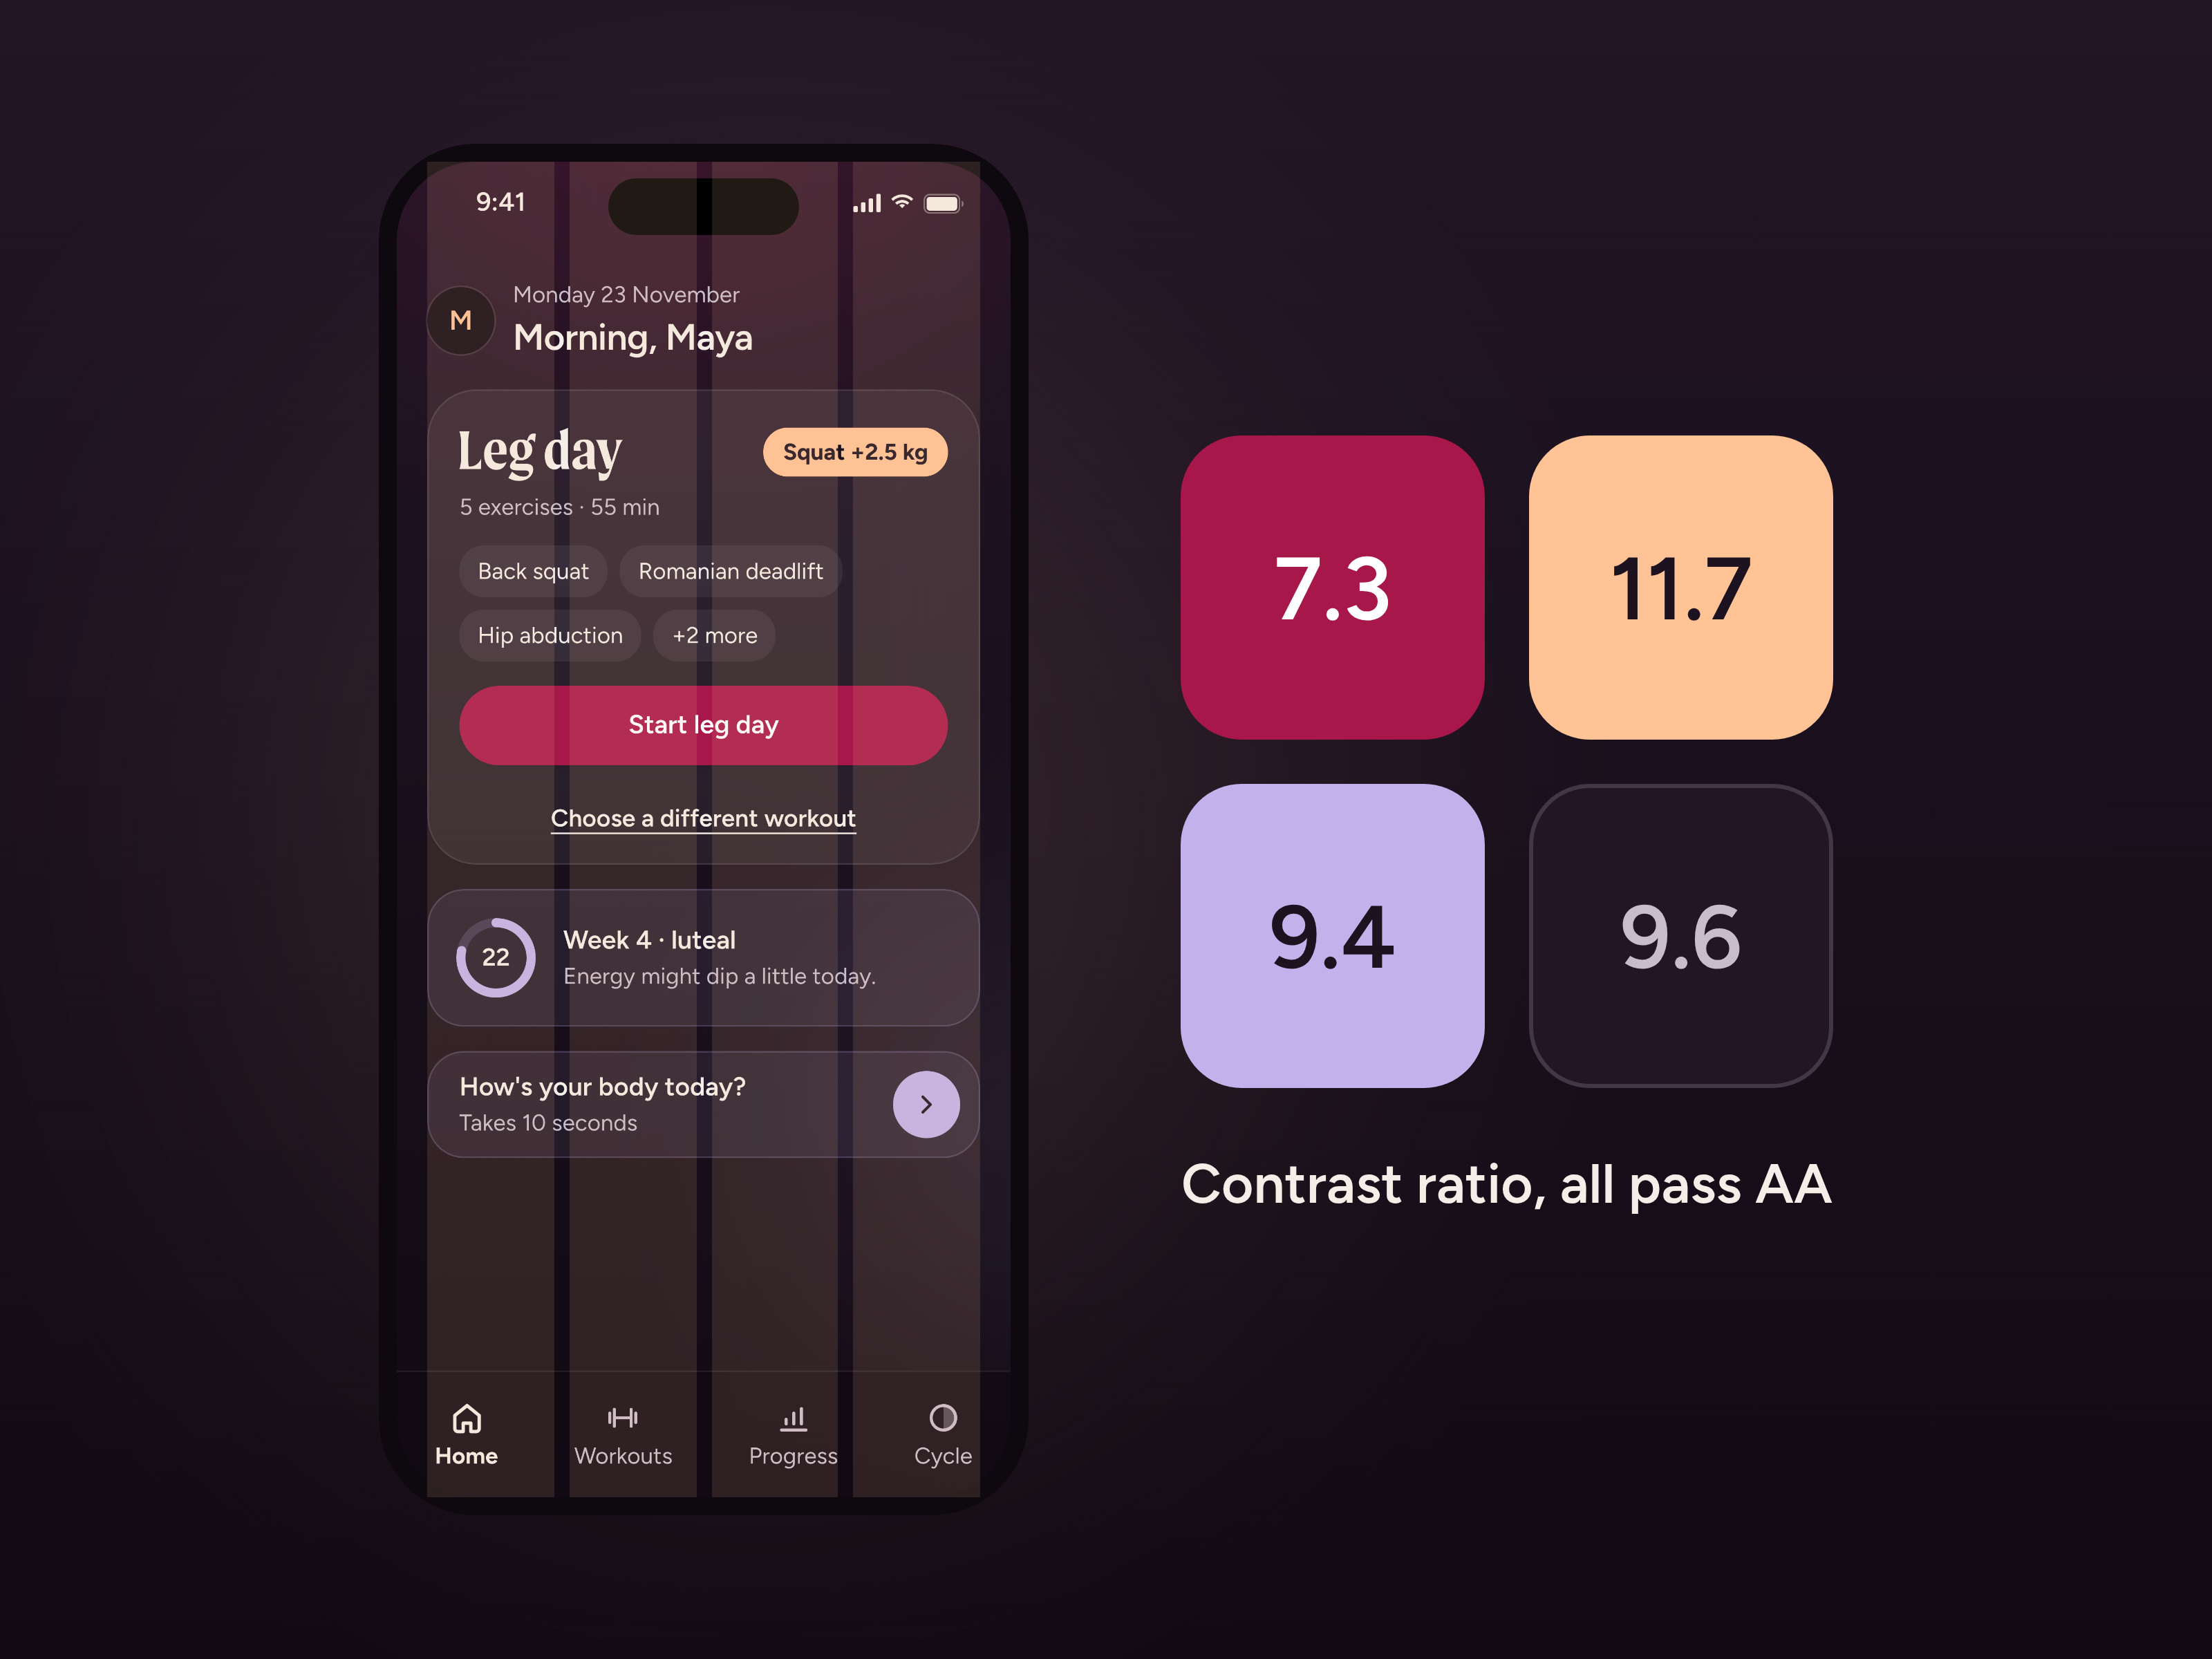 9:41
M
Monday 23 November
Morning, Maya
Leg day
Squat +2.5 kg
5 exercises · 55 min
Back squat
Romanian deadlift
Hip abduction
+2 more
Start leg day
Choose a different workout
22
Week 4 · luteal
Energy might dip a little today.
How's your body today?
Takes 10 seconds
Home
Workouts
Progress
Cycle
7.3
11.7
9.4
9.6
Contrast ratio, all pass AA